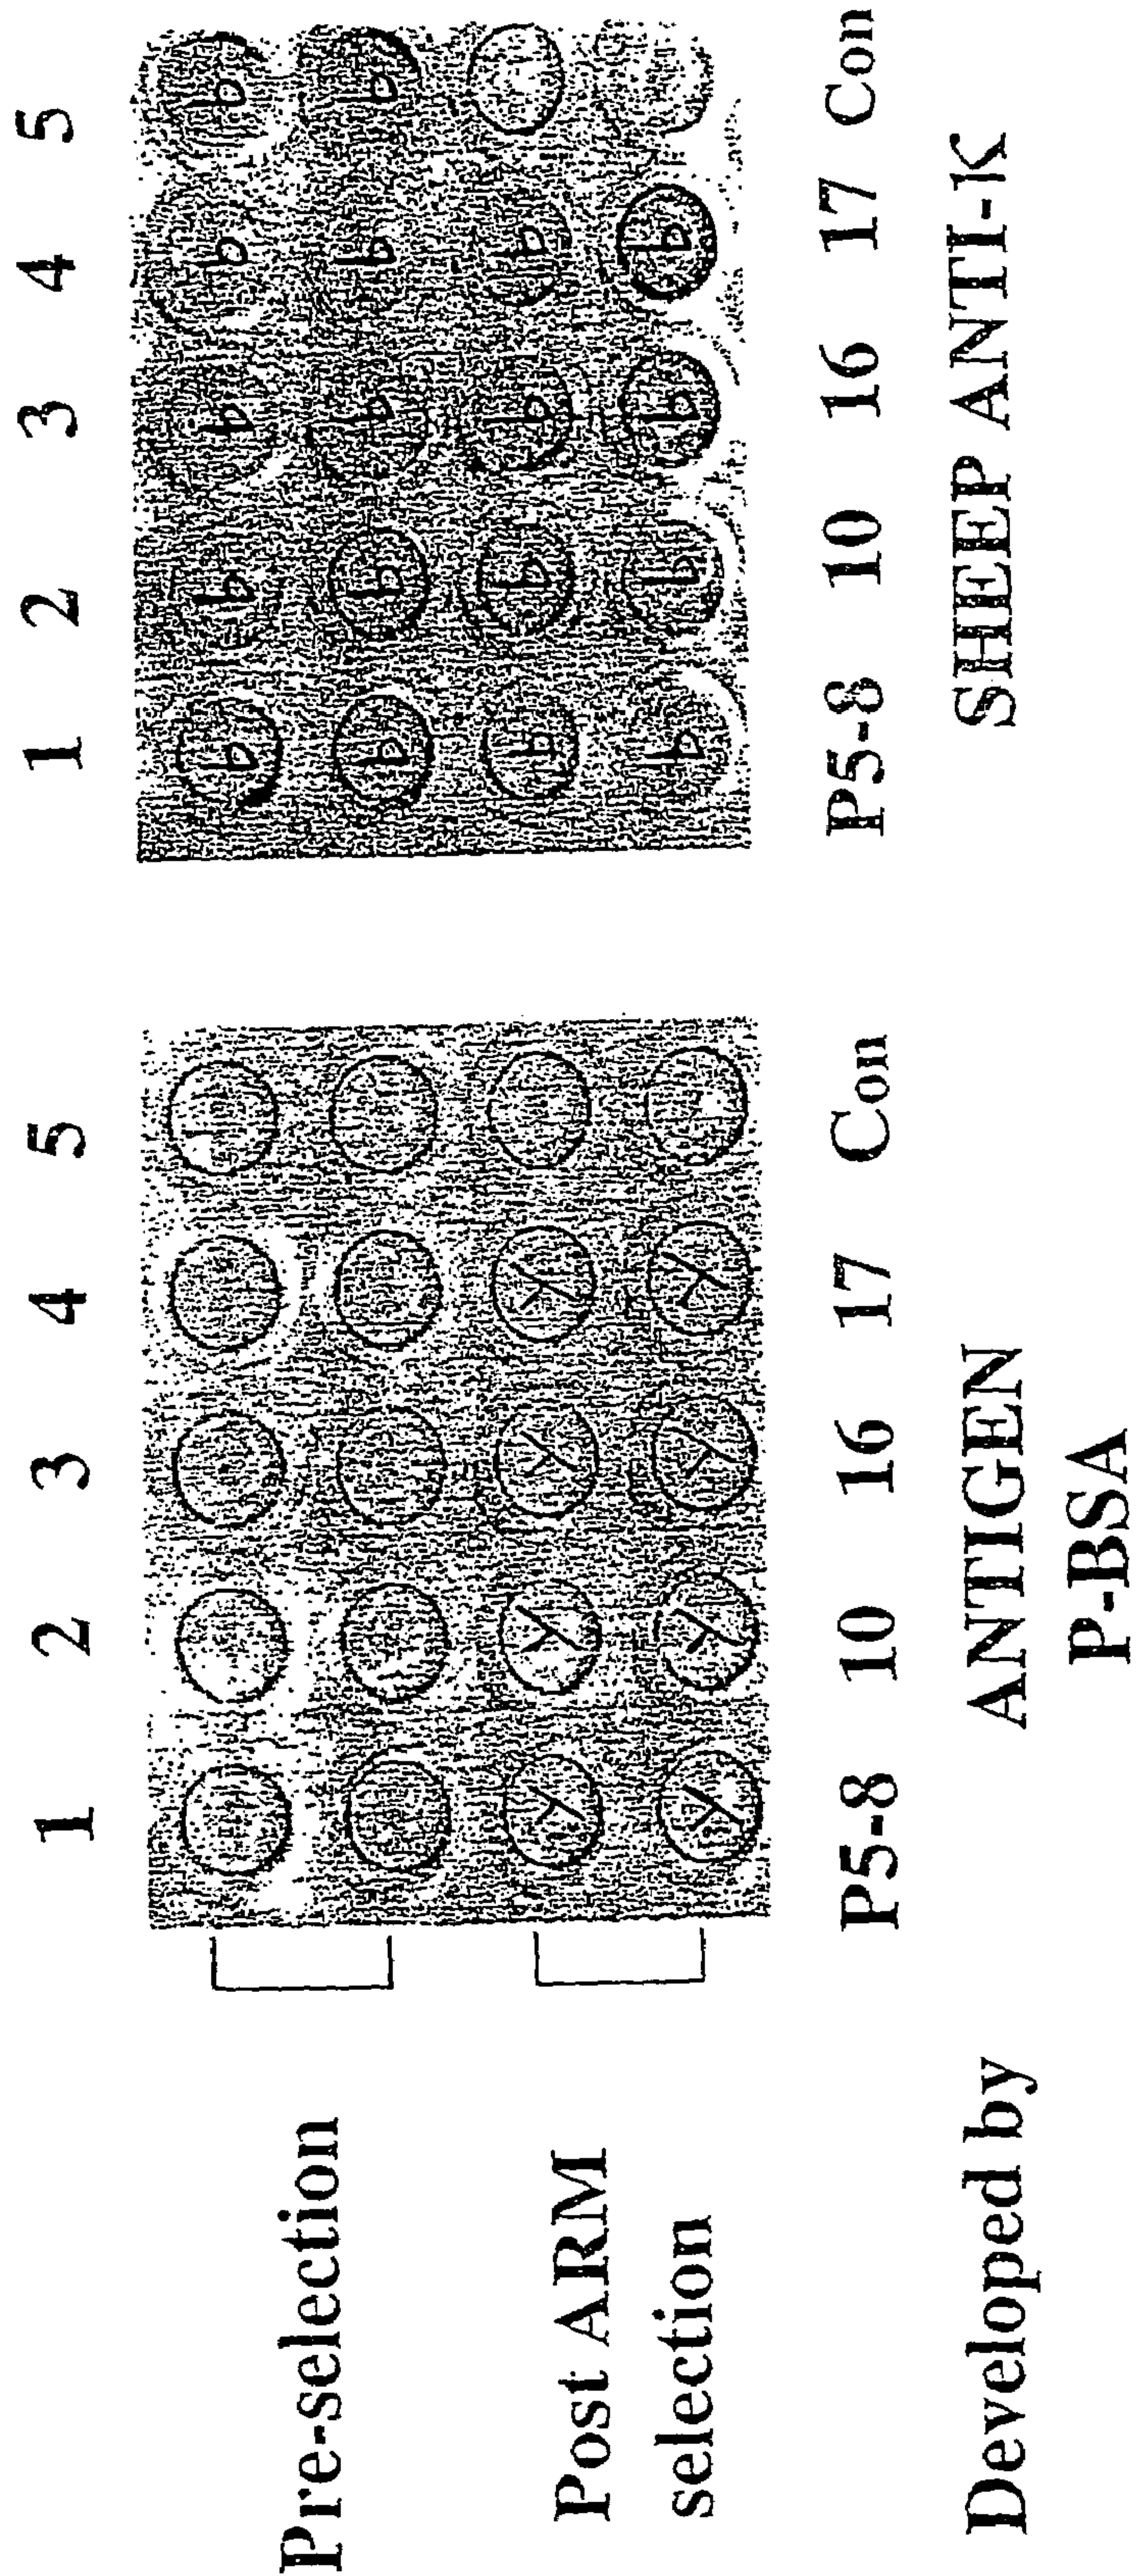 1 2 3 4 5 1 2 3 4 5
Pre-selection
Post ARM
selection
P5-8 10 16 17 Con P5-8 10 16 17 Con
Developed by ANTIGEN SHEEP ANTI-K
P-BSA